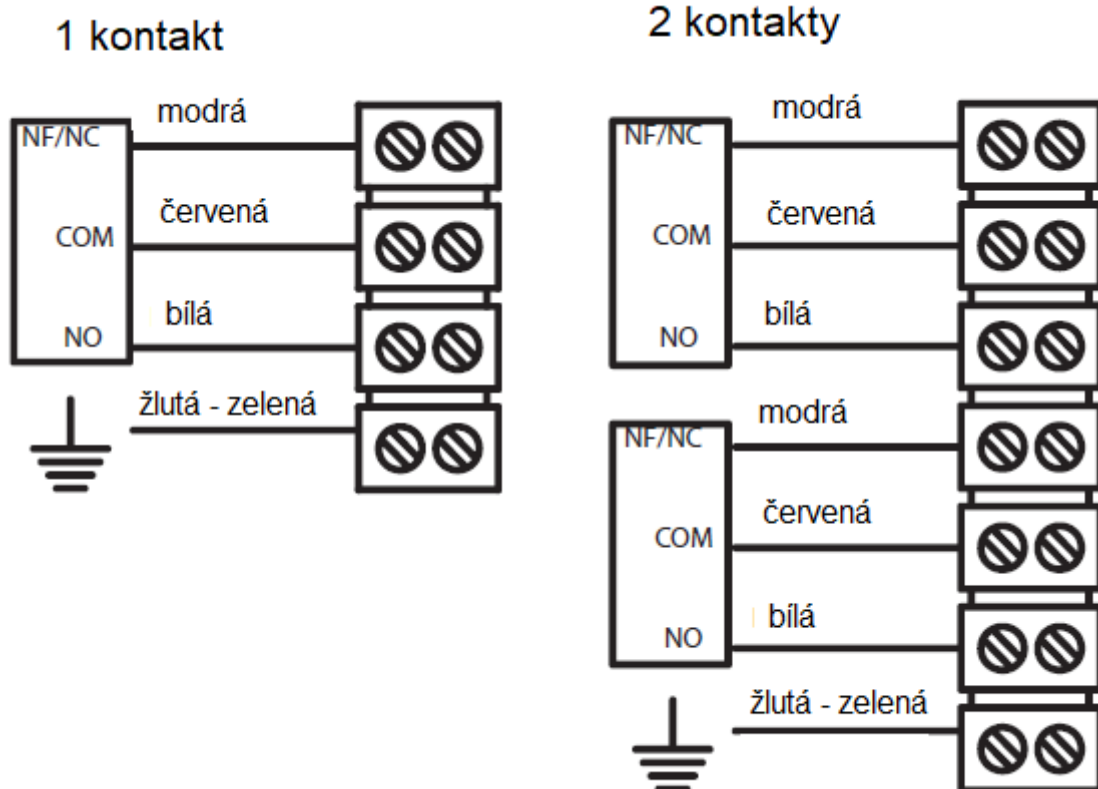 1 kontakt
NF/NC
modrá
COM
červená
NO
bílá
žlutá - zelená
2 kontakty
NF/NC
modrá
COM
červená
NO
bílá
NF/NC
modrá
COM
červená
NO
bílá
žlutá - zelená